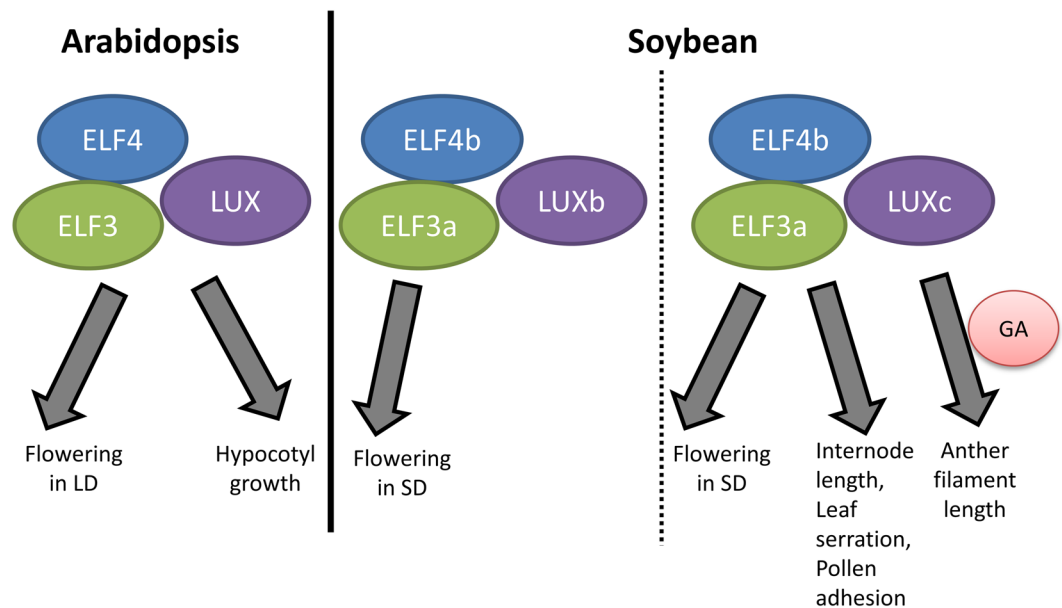 Arabidopsis
Soybean
ELF4
LUX
ELF3
Flowering
in LD
Hypocotyl
growth
ELF4b
LUXb
ELF3a
Flowering
in SD
ELF4b
LUXc
ELF3a
GA
Flowering
in SD
Internode
length,
Leaf
serration,
Pollen
adhesion
Anther
filament
length